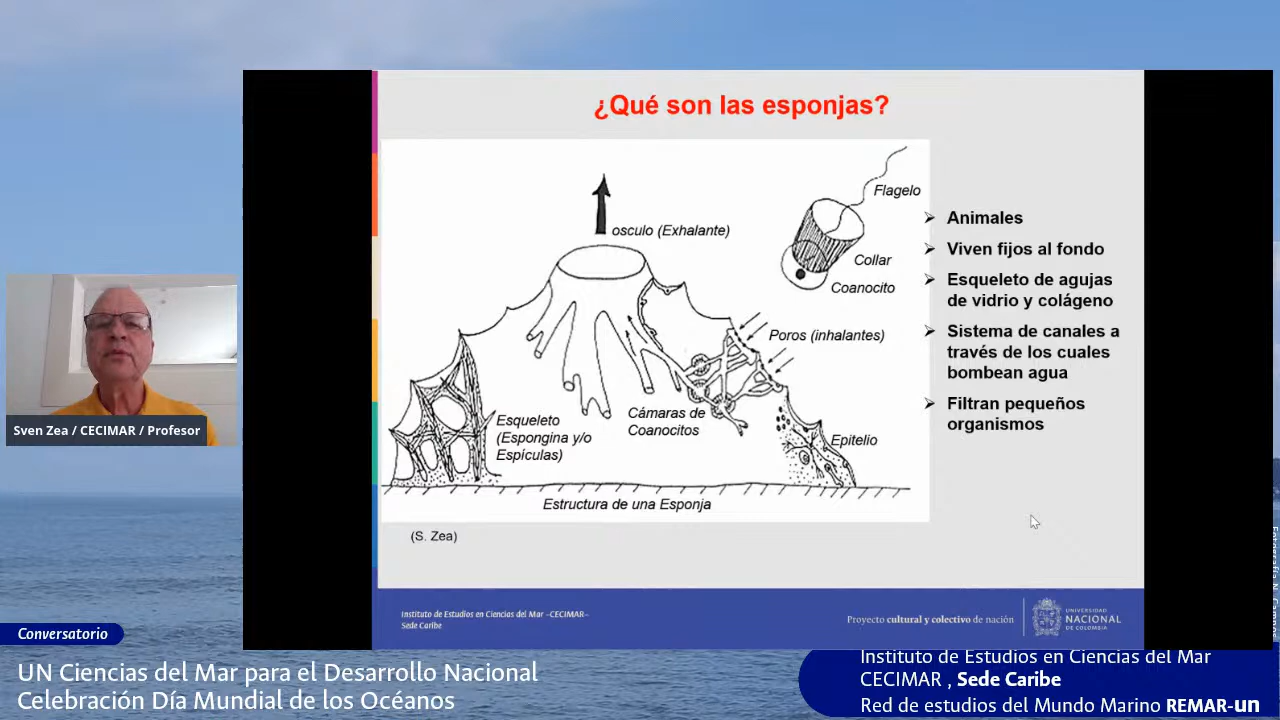 ¿Qué son las esponjas?
Flagelo
osculo (Exhalante)
Collar
Coanocito
Poros (inhalantes)
Esqueleto
(Espongina y/o
Espículas)
Cámaras de
Coanocitos
Epitelio
Estructura de una Esponja
(S. Zea)
➢ Animales
➢ Viven fijos al fondo
➢ Esqueleto de agujas
de vidrio y colágeno
➢ Sistema de canales a
través de los cuales
bombean agua
➢ Filtran pequeños
organismos
Sven Zea / CECIMAR / Profesor
Instituto de Estudios en Ciencias del Mar –CECIMAR–
Sede Caribe
Proyecto cultural y colectivo de nación
UNIVERSIDAD
NACIONAL
DE COLOMBIA
Conversatorio
UN Ciencias del Mar para el Desarrollo Nacional
Celebración Día Mundial de los Océanos
Instituto de Estudios en Ciencias del Mar
CECIMAR , Sede Caribe
Red de estudios del Mundo Marino REMAR-un